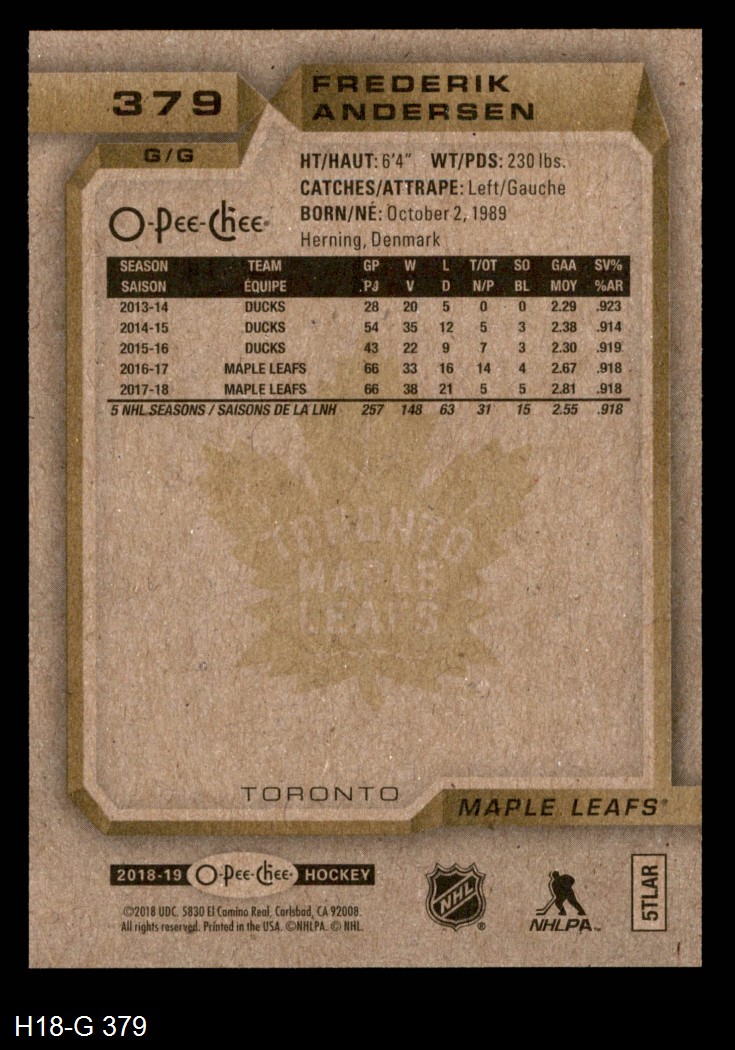 379
FREDERIK
ANDERSEN
G/G
HT/HAUT: 6'4" WT/PDS: 230 lbs.
CATCHES/ATTRAPE: Left/Gauche
BORN/NÉ: October 2, 1989
Herning, Denmark
O-Pee-Chee
SEASON TEAM GP W L T/OT SO GAA SV%
SAISON ÉQUIPE PJ V D N/P BL MOY %AR
2013-14 DUCKS 28 20 5 0 0 2.29 .923
2014-15 DUCKS 54 35 12 5 3 2.38 .914
2015-16 DUCKS 43 22 9 7 3 2.30 .919
2016-17 MAPLE LEAFS 66 33 16 14 4 2.67 .918
2017-18 MAPLE LEAFS 66 38 21 5 5 2.81 .918
5 NHL SEASONS / SAISONS DE LA LNH 257 148 63 31 15 2.55 .918
TORONTO
MAPLE
LEAFS
TORONTO
MAPLE LEAFS®
2018-19 O-Pee-Chee HOCKEY
©2018 UDC. 5830 El Camino Real, Carlsbad, CA 92008.
All rights reserved. Printed in the USA. ©NHLPA. © NHL.
NHL®
NHLPA™
5TLAR
H18-G 379